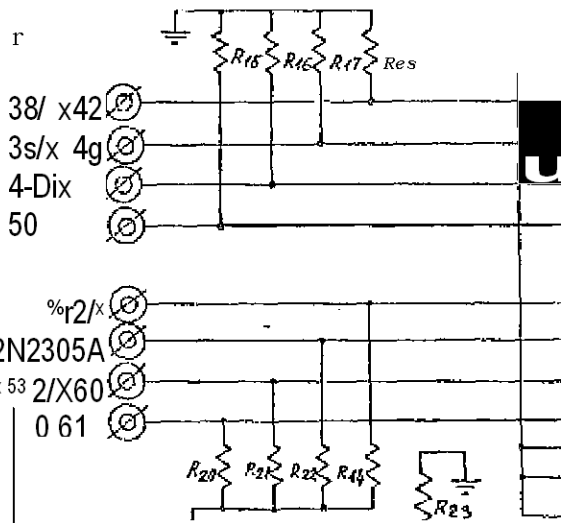 r
R15 R16 R17 Res
38/ x42
3s/x 4g
4-Dix
50
U
%r2/x
2N2305A
53 2/X60
0 61
R20 R21 R22 R14
R23